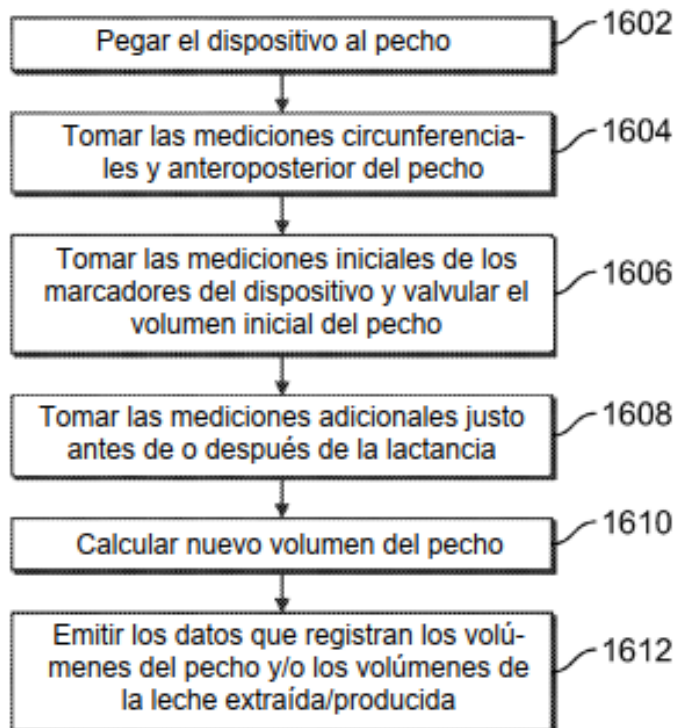 Pegar el dispositivo al pecho
1602
Tomar las mediciones circunferencia-
les y anteroposterior del pecho
1604
Tomar las mediciones iniciales de los
marcadores del dispositivo y valvular el
volumen inicial del pecho
1606
Tomar las mediciones adicionales justo
antes de o después de la lactancia
1608
Calcular nuevo volumen del pecho
1610
Emitir los datos que registran los volú-
menes del pecho y/o los volúmenes de
la leche extraída/producida
1612